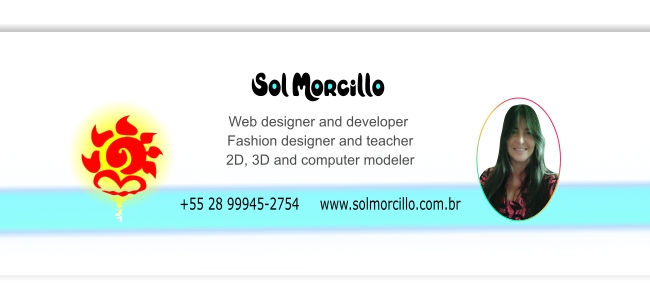 Sol Morcillo
Web designer and developer
Fashion designer and teacher
2D, 3D and computer modeler
+55 28 99945-2754 www.solmorcillo.com.br